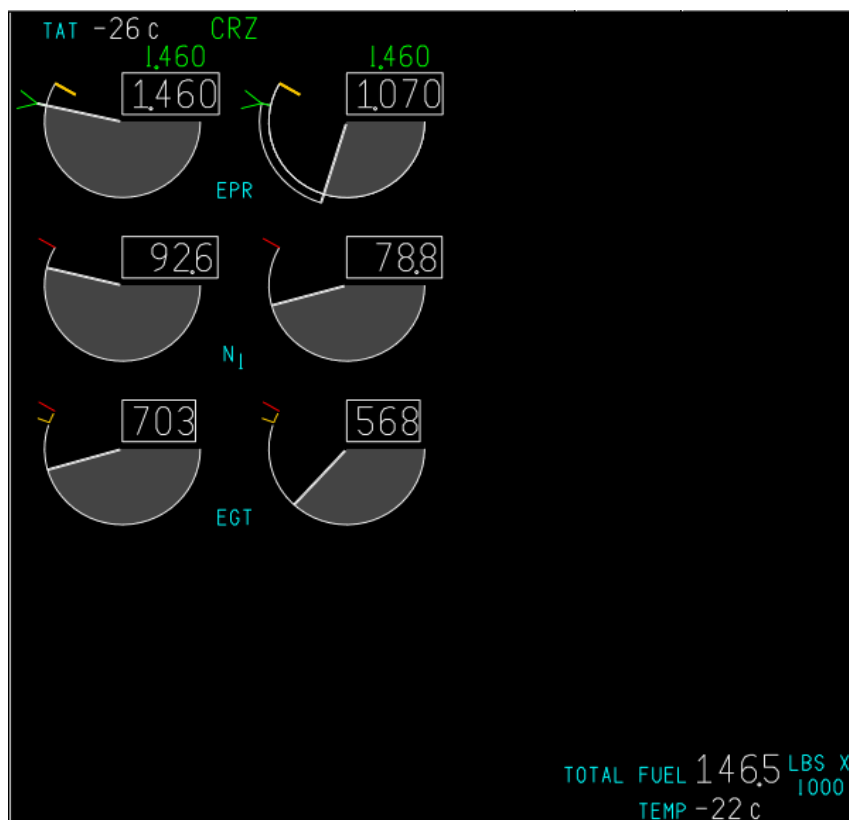 TAT -26 c CRZ
1.460 1.460
1.460 1.070
EPR
92.6 78.8
N1
703 568
EGT
TOTAL FUEL 146.5 LBS X
1000
TEMP -22 c